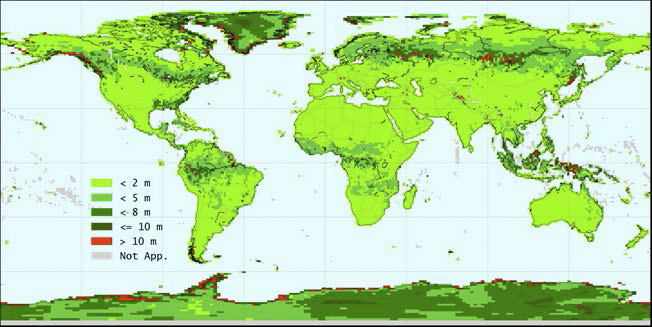 < 2 m
< 5 m
< 8 m
<= 10 m
> 10 m
Not App.